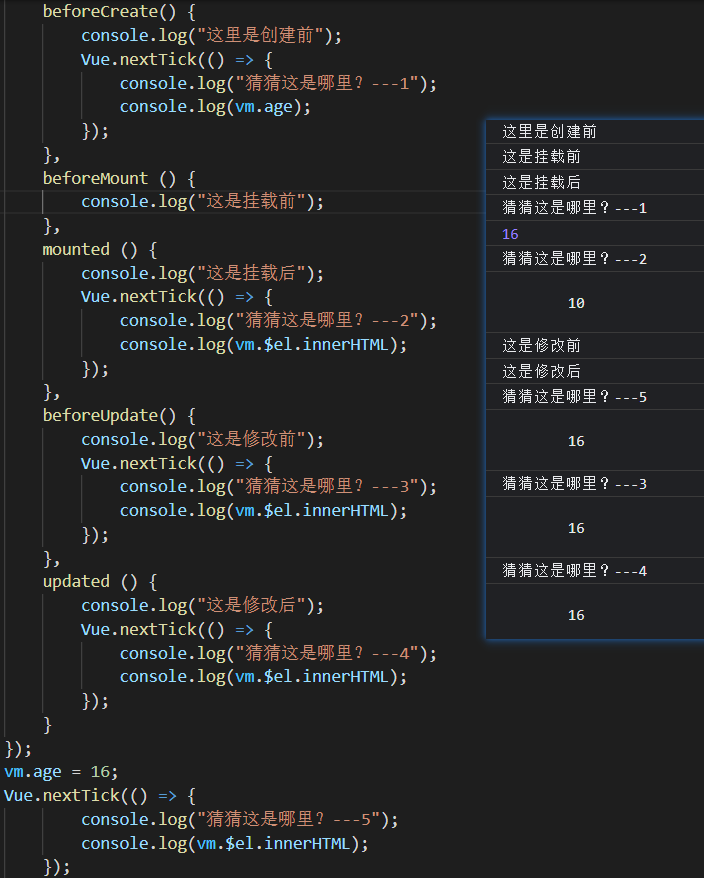 beforeCreate() {
console.log("这里是创建前");
Vue.nextTick(() => {
console.log("猜猜这是哪里？---1");
console.log(vm.age);
});
},
beforeMount () {
console.log("这是挂载前");
},
mounted () {
console.log("这是挂载后");
Vue.nextTick(() => {
console.log("猜猜这是哪里？---2");
console.log(vm.$el.innerHTML);
});
},
beforeUpdate() {
console.log("这是修改前");
Vue.nextTick(() => {
console.log("猜猜这是哪里？---3");
console.log(vm.$el.innerHTML);
});
},
updated () {
console.log("这是修改后");
Vue.nextTick(() => {
console.log("猜猜这是哪里？---4");
console.log(vm.$el.innerHTML);
});
}
});
vm.age = 16;
Vue.nextTick(() => {
console.log("猜猜这是哪里？---5");
console.log(vm.$el.innerHTML);
});
这里是创建前
这是挂载前
这是挂载后
猜猜这是哪里？---1
16
猜猜这是哪里？---2
10
这是修改前
这是修改后
猜猜这是哪里？---5
16
猜猜这是哪里？---3
16
猜猜这是哪里？---4
16